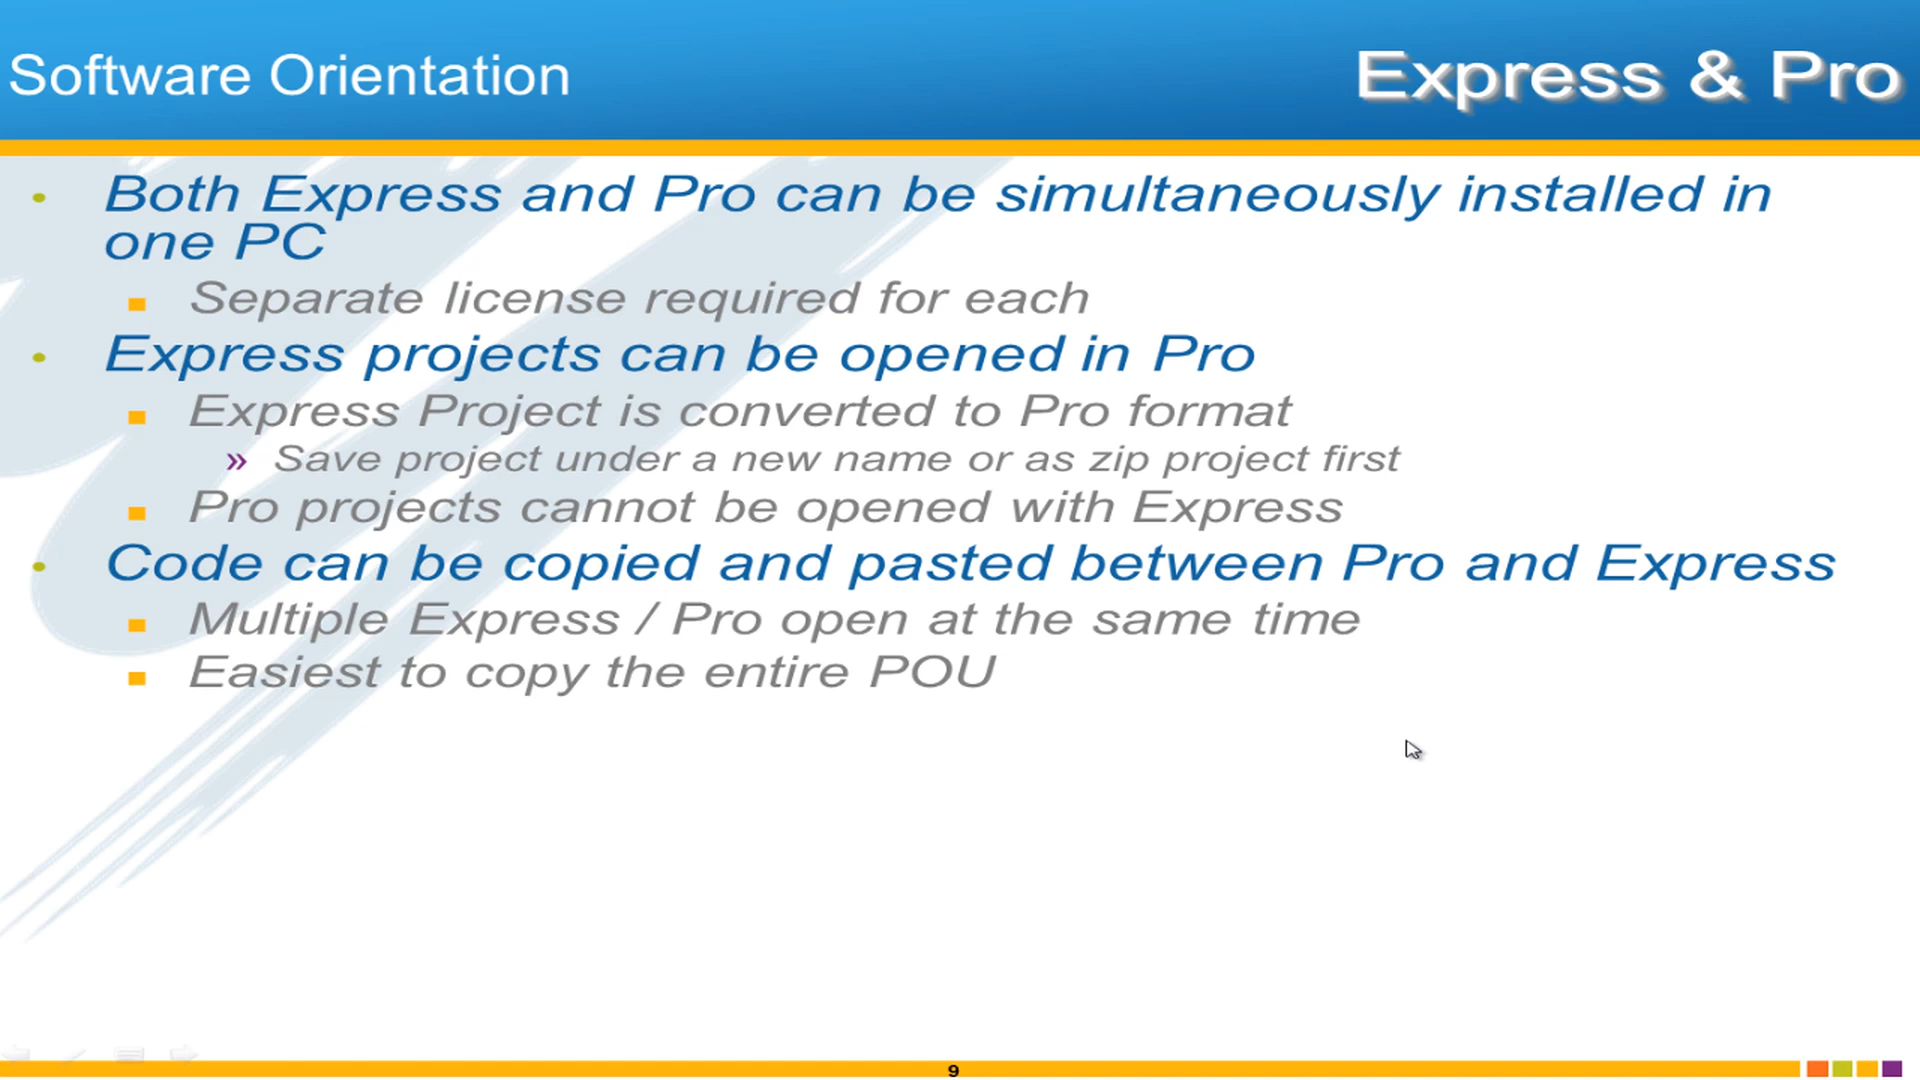 Software Orientation
Express & Pro
• Both Express and Pro can be simultaneously installed in
one PC
■ Separate license required for each
• Express projects can be opened in Pro
■ Express Project is converted to Pro format
» Save project under a new name or as zip project first
■ Pro projects cannot be opened with Express
• Code can be copied and pasted between Pro and Express
■ Multiple Express / Pro open at the same time
■ Easiest to copy the entire POU
9